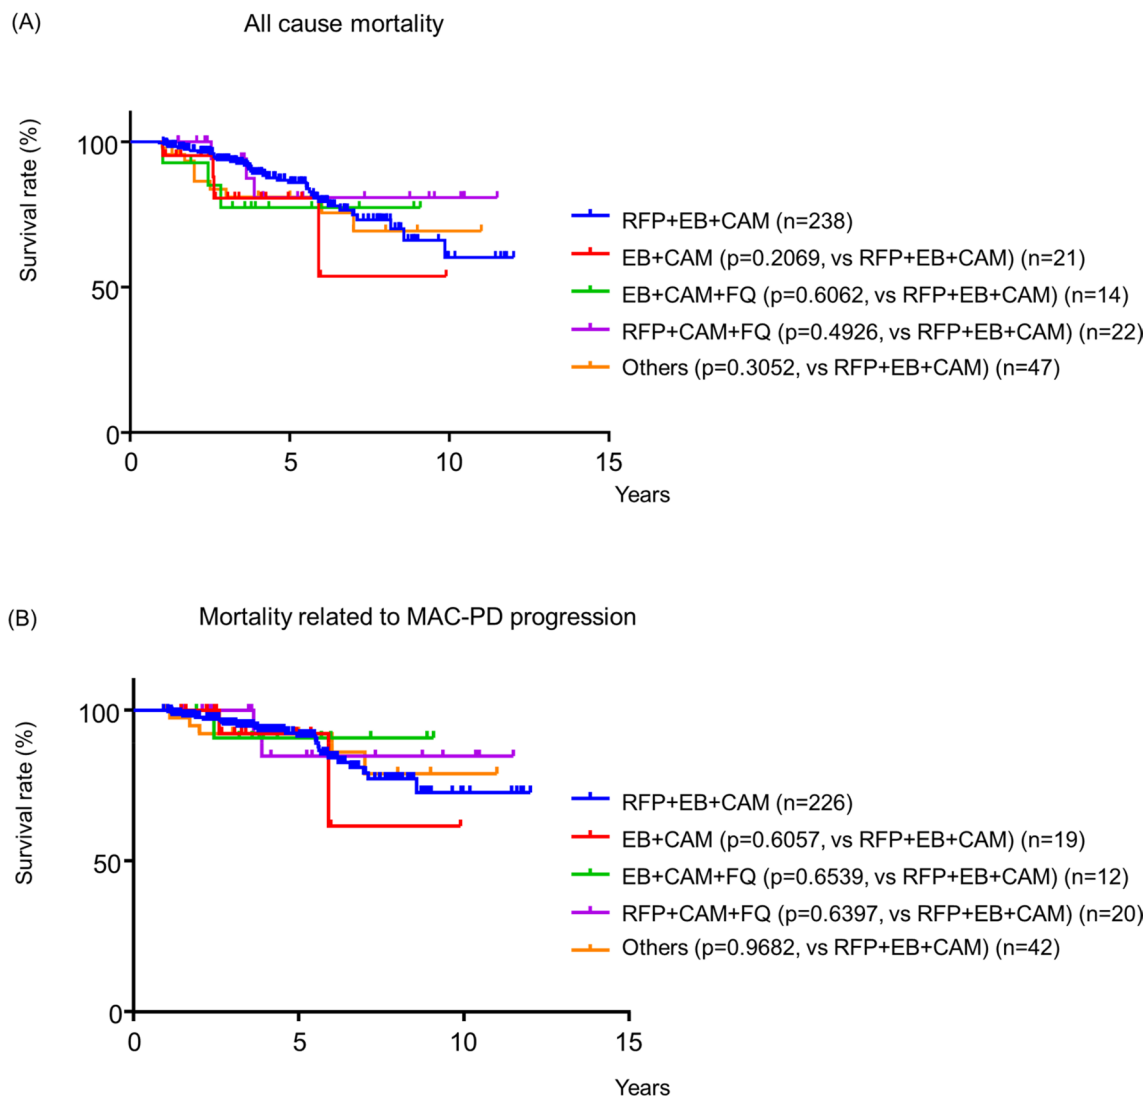 (A)
All cause mortality
Survival rate (%)
100
50
0
0 5 10 15
Years
RFP+EB+CAM (n=238)
EB+CAM (p=0.2069, vs RFP+EB+CAM) (n=21)
EB+CAM+FQ (p=0.6062, vs RFP+EB+CAM) (n=14)
RFP+CAM+FQ (p=0.4926, vs RFP+EB+CAM) (n=22)
Others (p=0.3052, vs RFP+EB+CAM) (n=47)
(B)
Mortality related to MAC-PD progression
Survival rate (%)
100
50
0
0 5 10 15
Years
RFP+EB+CAM (n=226)
EB+CAM (p=0.6057, vs RFP+EB+CAM) (n=19)
EB+CAM+FQ (p=0.6539, vs RFP+EB+CAM) (n=12)
RFP+CAM+FQ (p=0.6397, vs RFP+EB+CAM) (n=20)
Others (p=0.9682, vs RFP+EB+CAM) (n=42)